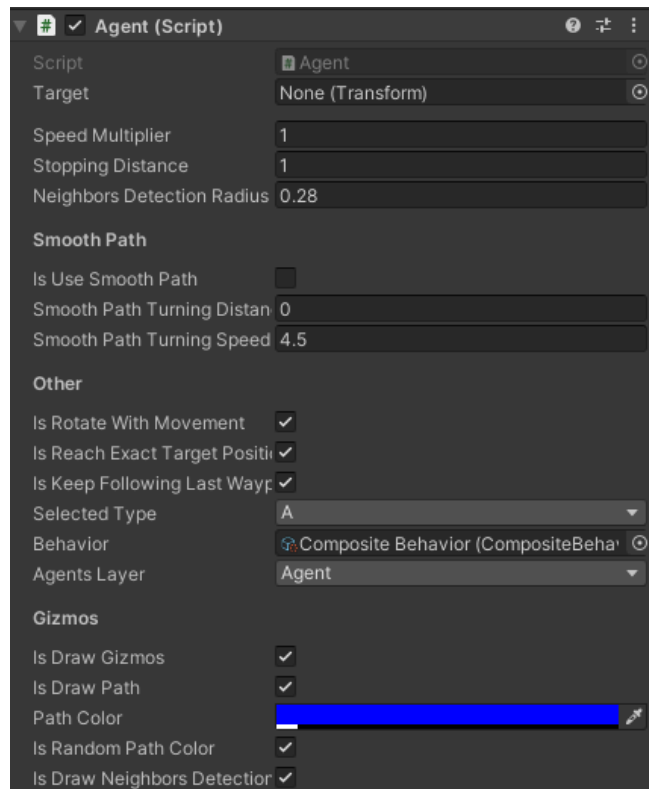 # Agent (Script)
Script Agent
Target None (Transform)
Speed Multiplier 1
Stopping Distance 1
Neighbors Detection Radius 0.28
Smooth Path
Is Use Smooth Path
Smooth Path Turning Distan 0
Smooth Path Turning Speed 4.5
Other
Is Rotate With Movement
Is Reach Exact Target Positi
Is Keep Following Last Wayp
Selected Type A
Behavior Composite Behavior (CompositeBehav
Agents Layer Agent
Gizmos
Is Draw Gizmos
Is Draw Path
Path Color
Is Random Path Color
Is Draw Neighbors Detection